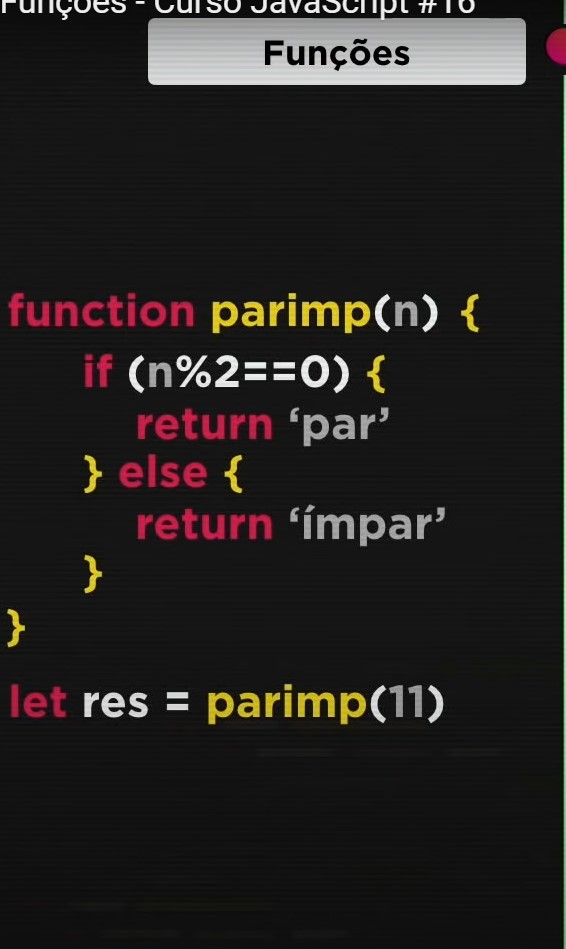 Funções - Curso JavaScript #16
Funções
function parimp(n) {
if (n%2==0) {
return ‘par’
} else {
return ‘ímpar’
}
}
let res = parimp(11)